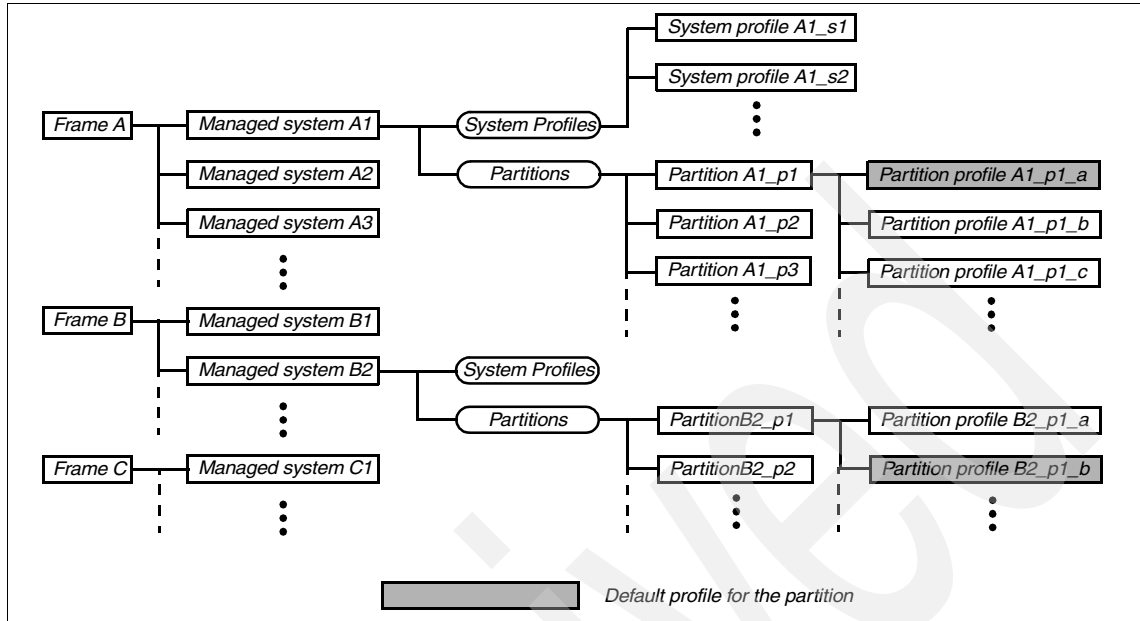 System profile A1_s1
System profile A1_s2
Frame A
Managed system A1
System Profiles
Managed system A2
Partitions
Partition A1_p1
Partition profile A1_p1_a
Managed system A3
Partition A1_p2
Partition profile A1_p1_b
Partition A1_p3
Partition profile A1_p1_c
Frame B
Managed system B1
Managed system B2
System Profiles
Partitions
PartitionB2_p1
Partition profile B2_p1_a
Frame C
Managed system C1
PartitionB2_p2
Partition profile B2_p1_b
Default profile for the partition